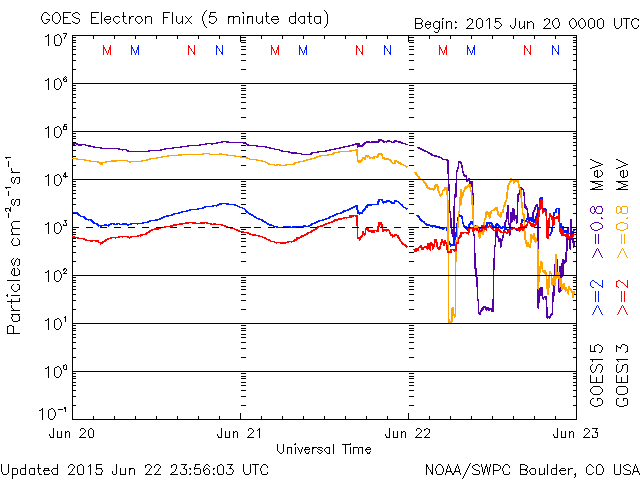 GOES Electron Flux (5 minute data)
Begin: 2015 Jun 20 0000 UTC
10⁷
M M N N M M N N M M N N
10⁶
10⁵
10⁴
10³
10²
10¹
10⁰
10⁻¹
Particles cm⁻²s⁻¹sr⁻¹
GOES15 >=2 >=0.8 MeV
GOES13 >=2 >=0.8 MeV
Jun 20 Jun 21 Jun 22 Jun 23
Universal Time
Updated 2015 Jun 22 23:56:03 UTC
NOAA/SWPC Boulder, CO USA